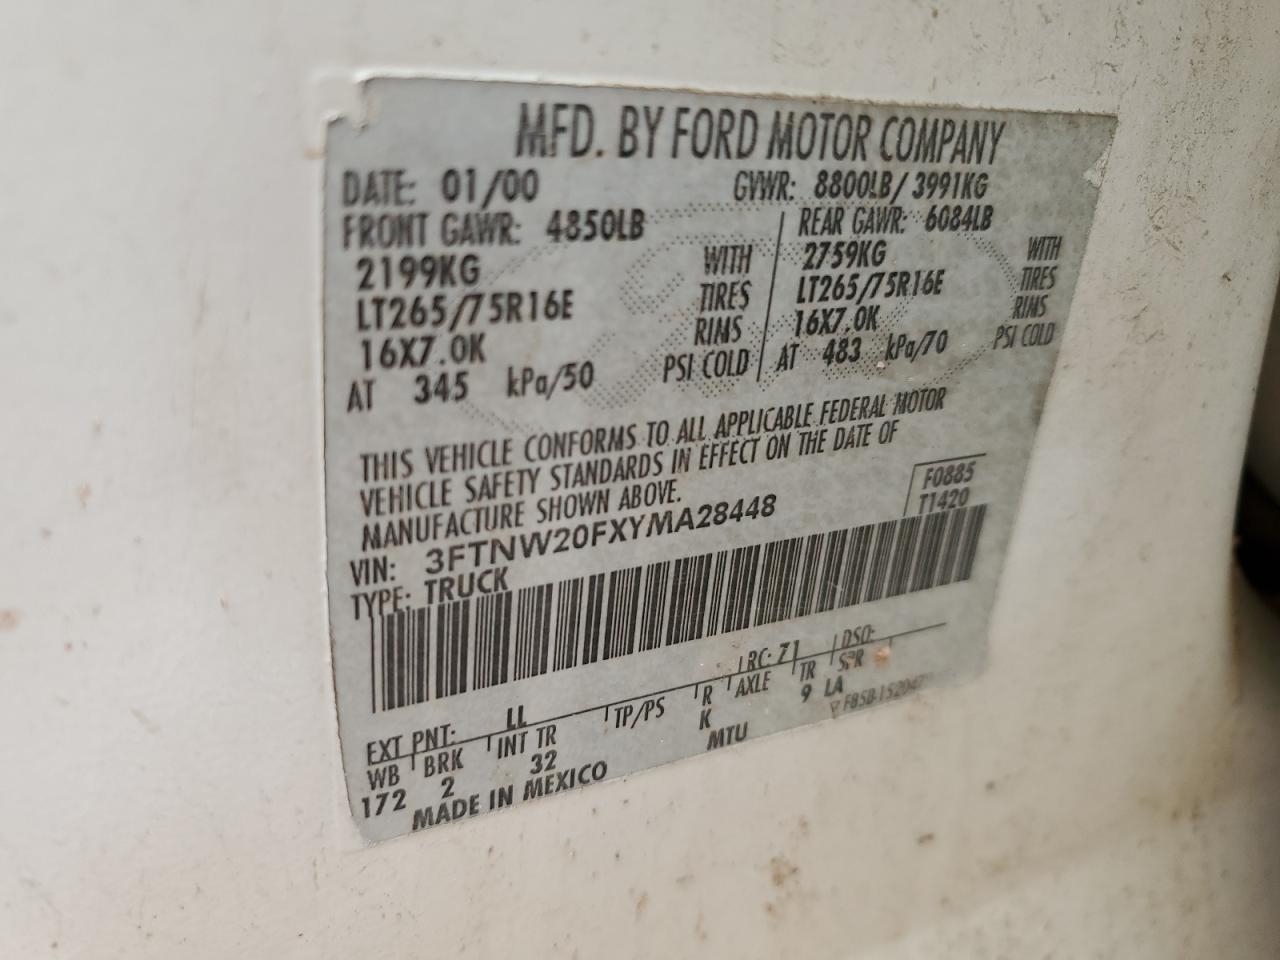 MFD. BY FORD MOTOR COMPANY
DATE: 01/00 GVWR: 8800LB/ 3991KG
FRONT GAWR: 4850LB REAR GAWR: 6084LB
2199KG WITH 2759KG WITH
LT265/75R16E TIRES LT265/75R16E TIRES
16X7.0K RIMS 16X7.0K RIMS
AT 345 kPa/50 PSI COLD AT 483 kPa/70 PSI COLD
THIS VEHICLE CONFORMS TO ALL APPLICABLE FEDERAL MOTOR
VEHICLE SAFETY STANDARDS IN EFFECT ON THE DATE OF
MANUFACTURE SHOWN ABOVE.
F0885
VIN: 3FTNW20FXYMA28448 T1420
TYPE: TRUCK
EXT PNT: LL RC: Z1 DSO:
WB BRK INT TR TP/PS R AXLE TR SPR
172 2 32 K 9 LA
MADE IN MEXICO MTU